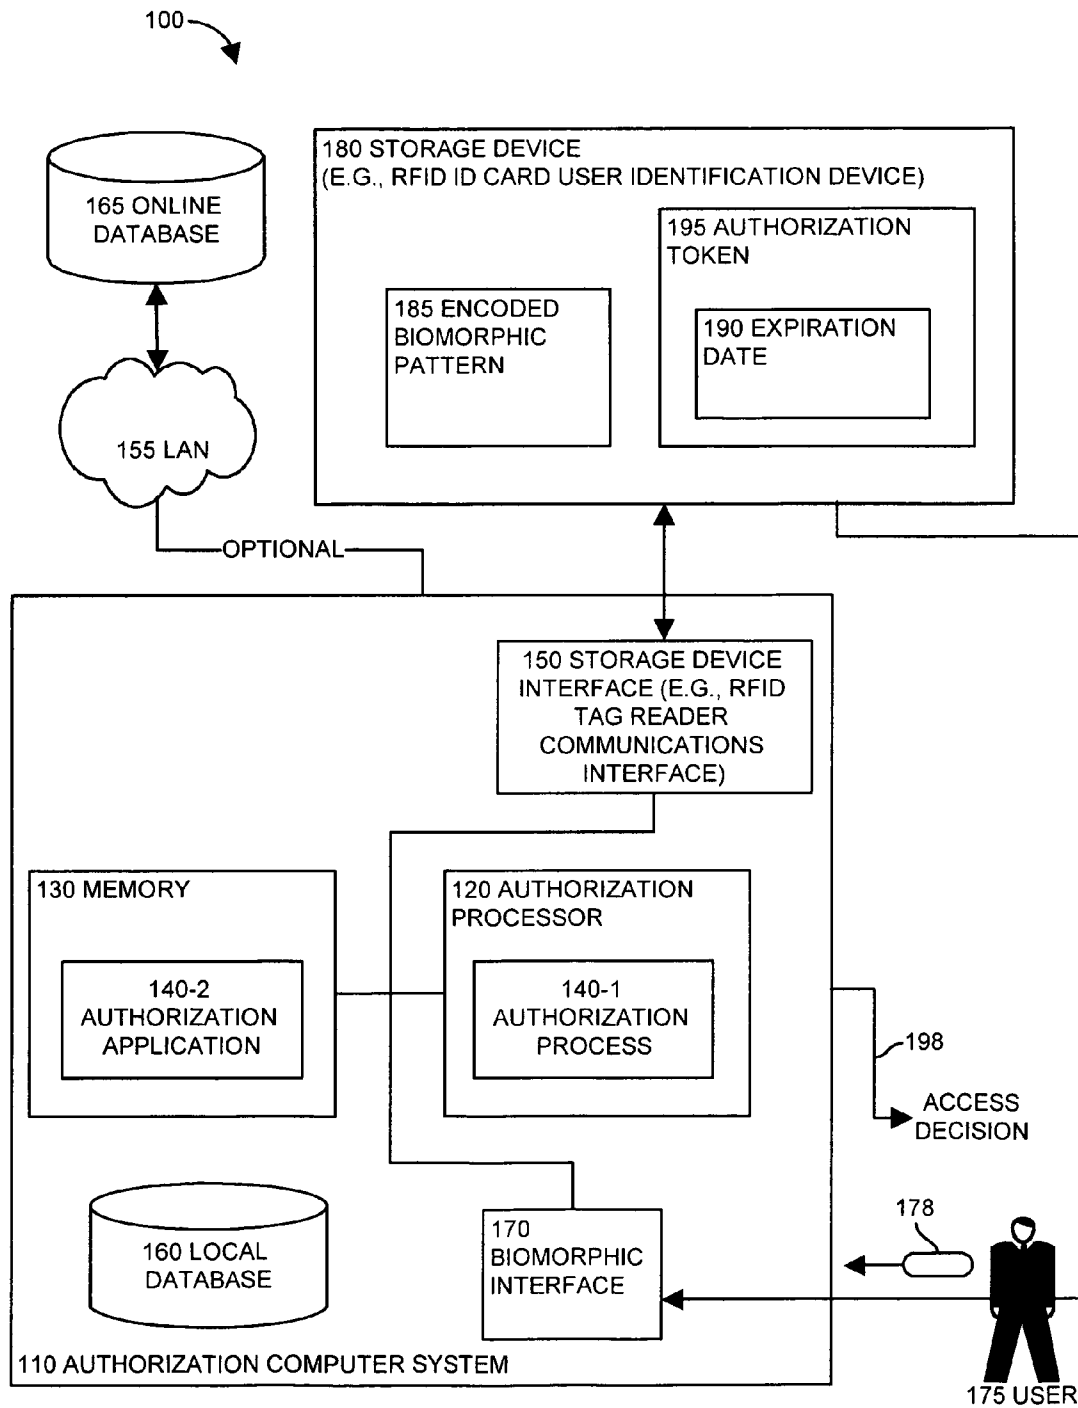 100
165 ONLINE
DATABASE
180 STORAGE DEVICE
(E.G., RFID ID CARD USER IDENTIFICATION DEVICE)
195 AUTHORIZATION
TOKEN
185 ENCODED
BIOMORPHIC
PATTERN
190 EXPIRATION
DATE
155 LAN
OPTIONAL
150 STORAGE DEVICE
INTERFACE (E.G., RFID
TAG READER
COMMUNICATIONS
INTERFACE)
130 MEMORY
140-2
AUTHORIZATION
APPLICATION
120 AUTHORIZATION
PROCESSOR
140-1
AUTHORIZATION
PROCESS
198
ACCESS
DECISION
160 LOCAL
DATABASE
170
BIOMORPHIC
INTERFACE
178
110 AUTHORIZATION COMPUTER SYSTEM
175 USER